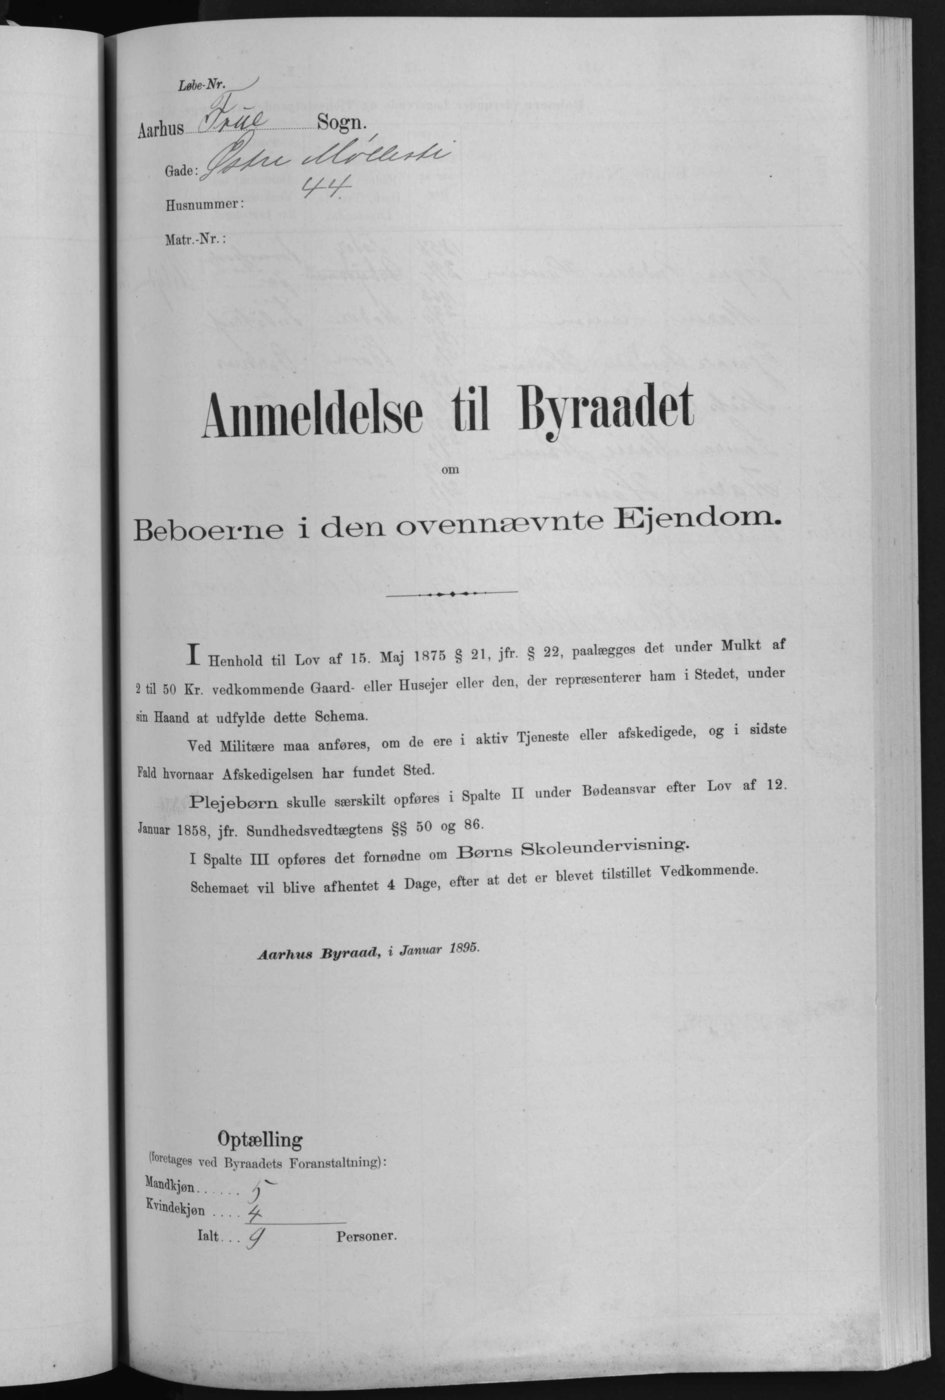 Løbe-Nr.
Aarhus Frue Sogn.
Gade: Østre Møllesti
Husnummer: 44.
Matr.-Nr.:
Anmeldelse til Byraadet
om
Beboerne i den ovennævnte Ejendom.
I Henhold til Lov af 15. Maj 1875 § 21, jfr. § 22, paalægges det under Mulkt af
2 til 50 Kr. vedkommende Gaard- eller Husejer eller den, der repræsenterer ham i Stedet, under
sin Haand at udfylde dette Schema.
Ved Militære maa anføres, om de ere i aktiv Tjeneste eller afskedigede, og i sidste
Fald hvornaar Afskedigelsen har fundet Sted.
Plejebørn skulle særskilt opføres i Spalte II under Bødeansvar efter Lov af 12.
Januar 1858, jfr. Sundhedsvedtægtens §§ 50 og 86.
I Spalte III opføres det fornødne om Børns Skoleundervisning.
Schemaet vil blive afhentet 4 Dage, efter at det er blevet tilstillet Vedkommende.
Aarhus Byraad, i Januar 1895.
Optælling
(foretages ved Byraadets Foranstaltning):
Mandkjøn...... 5
Kvindekjøn .... 4
Ialt... 9 Personer.